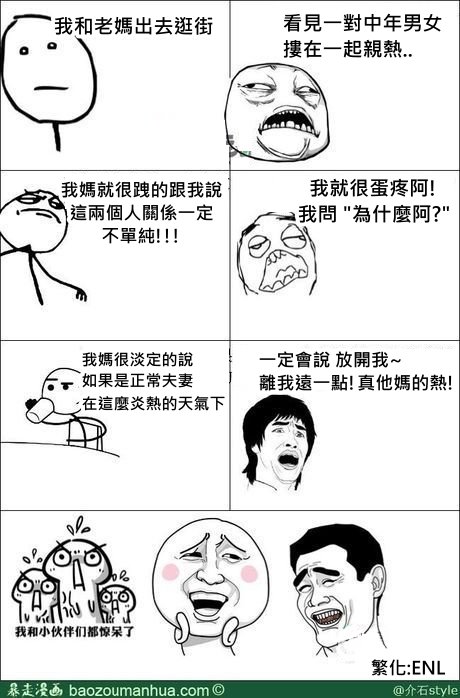 我和老媽出去逛街
看見一對中年男女
摟在一起親熱..
我媽就很跩的跟我說
這兩個人關係一定
不單純!!!
我就很蛋疼阿!
我問 "為什麼阿?"
我媽很淡定的說
如果是正常夫妻
在這麼炎熱的天氣下
一定會說 放開我~
離我遠一點! 真他媽的熱!
我和小伙伴们都惊呆了
繁化:ENL
暴走漫画 baozoumanhua.com ©
@介石style